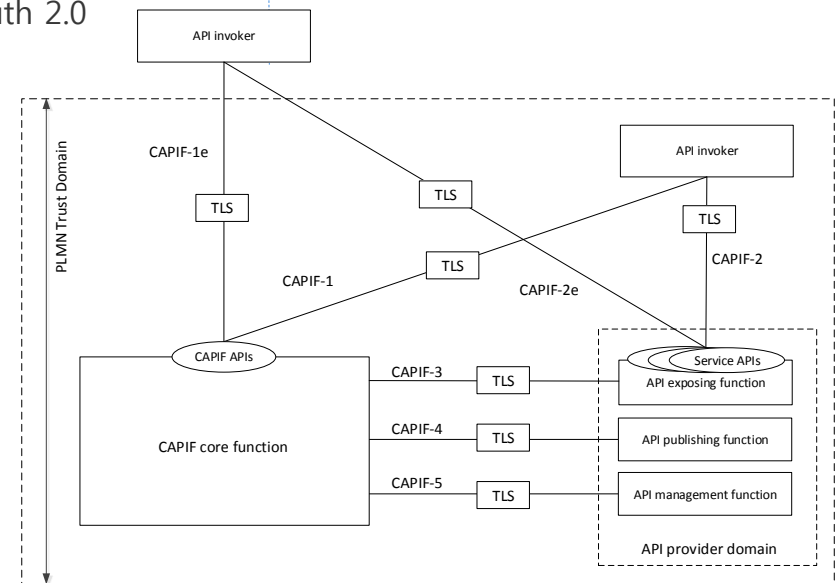 uth 2.0
API invoker
CAPIF-1e
API invoker
PLMN Trust Domain
TLS
TLS
TLS
CAPIF-2
TLS
CAPIF-1
CAPIF-2e
CAPIF APIs
Service APIs
CAPIF-3
TLS
API exposing function
CAPIF core function
CAPIF-4
TLS
API publishing function
CAPIF-5
TLS
API management function
API provider domain